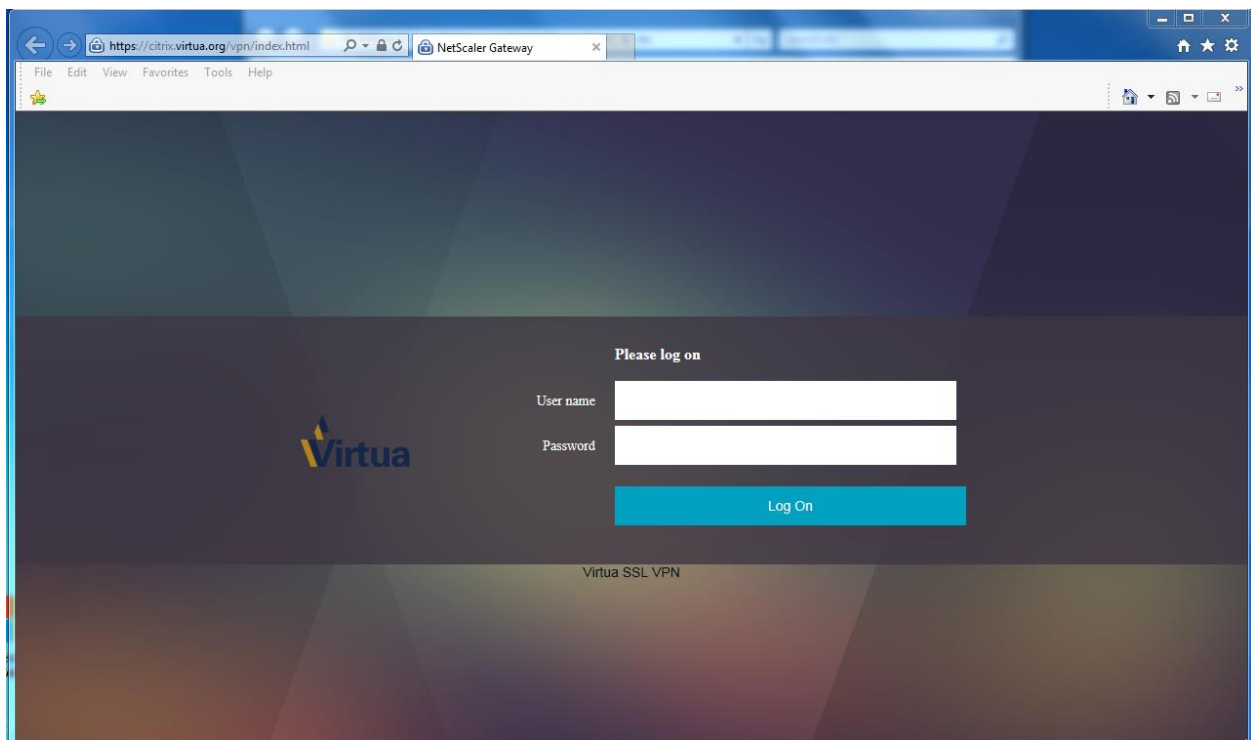 https://citrix.virtua.org/vpn/index.html
NetScaler Gateway
File Edit View Favorites Tools Help
Please log on
User name
Password
Virtua
Log On
Virtua SSL VPN